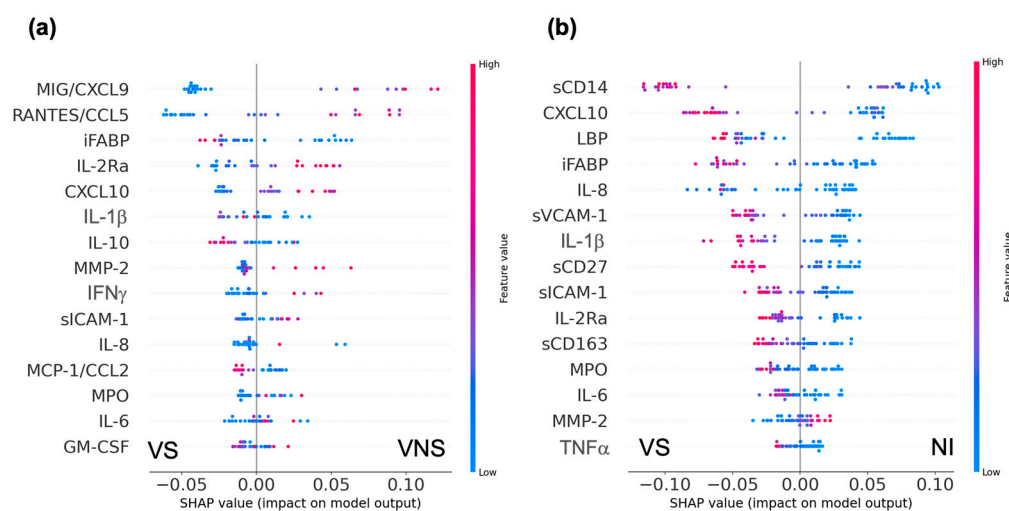 (a)
High
MIG/CXCL9
RANTES/CCL5
iFABP
IL-2Ra
CXCL10
IL-1β
IL-10
MMP-2
IFNγ
sICAM-1
IL-8
MCP-1/CCL2
MPO
IL-6
GM-CSF
VS
VNS
Low
Feature value
−0.05
0.00
0.05
0.10
SHAP value (impact on model output)
(b)
High
sCD14
CXCL10
LBP
iFABP
IL-8
sVCAM-1
IL-1β
sCD27
sICAM-1
IL-2Ra
sCD163
MPO
IL-6
MMP-2
TNFα
VS
NI
Low
Feature value
−0.10
−0.05
0.00
0.05
0.10
SHAP value (impact on model output)